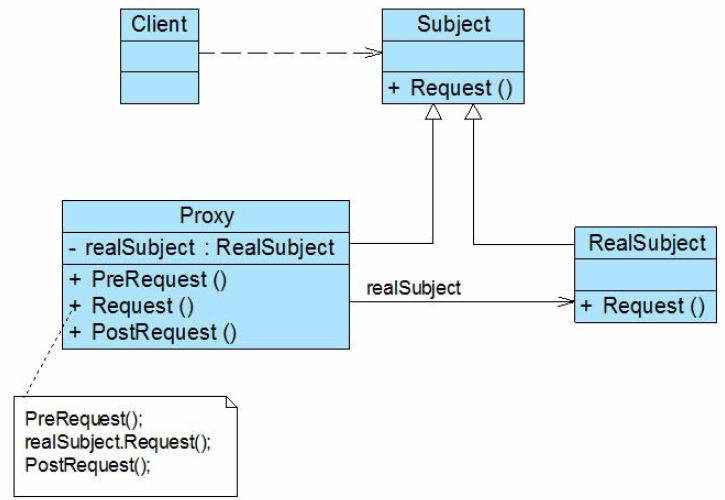 Client
Subject
+ Request ()
Proxy
- realSubject : RealSubject
+ PreRequest ()
+ Request ()
+ PostRequest ()
realSubject
RealSubject
+ Request ()
PreRequest();
realSubject.Request();
PostRequest();